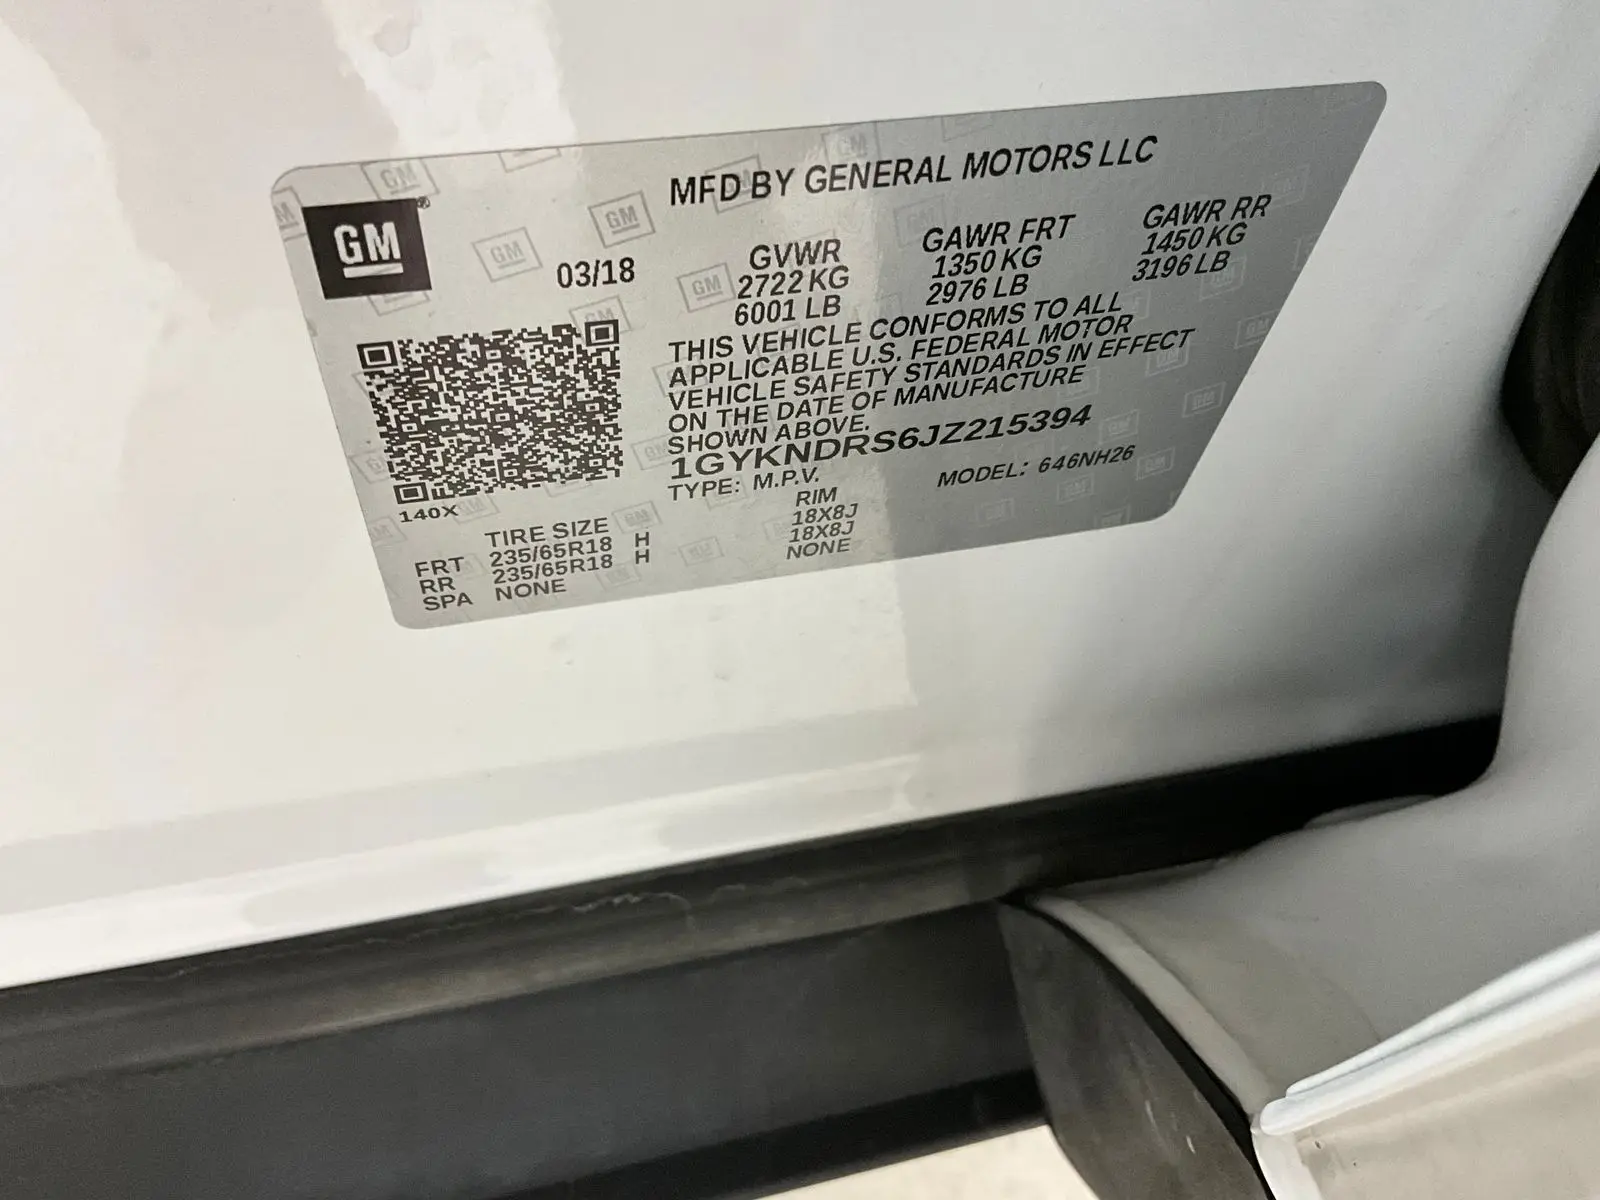 MFD BY GENERAL MOTORS LLC
GM®
03/18
GVWR GAWR FRT GAWR RR
2722 KG 1350 KG 1450 KG
6001 LB 2976 LB 3196 LB
THIS VEHICLE CONFORMS TO ALL
APPLICABLE U.S. FEDERAL MOTOR
VEHICLE SAFETY STANDARDS IN EFFECT
ON THE DATE OF MANUFACTURE
SHOWN ABOVE.
1GYKNDRS6JZ215394
TYPE: M.P.V. MODEL: 646NH26
140X
TIRE SIZE RIM
FRT 235/65R18 H 18X8J
RR 235/65R18 H 18X8J
SPA NONE NONE